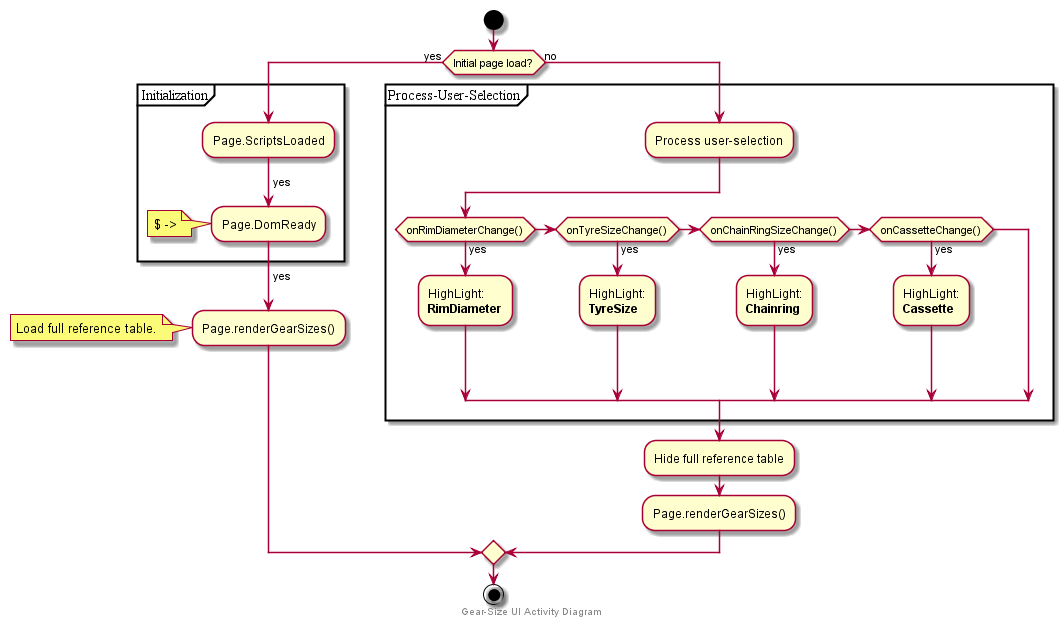 Initial page load?
yes
no
Initialization
Process-User-Selection
Page.ScriptsLoaded
yes
$ ->
Page.DomReady
yes
Load full reference table.
Page.renderGearSizes()
Process user-selection
onRimDiameterChange()
onTyreSizeChange()
onChainRingSizeChange()
onCassetteChange()
yes
yes
yes
yes
HighLight:
RimDiameter
HighLight:
TyreSize
HighLight:
Chainring
HighLight:
Cassette
Hide full reference table
Page.renderGearSizes()
Gear-Size UI Activity Diagram